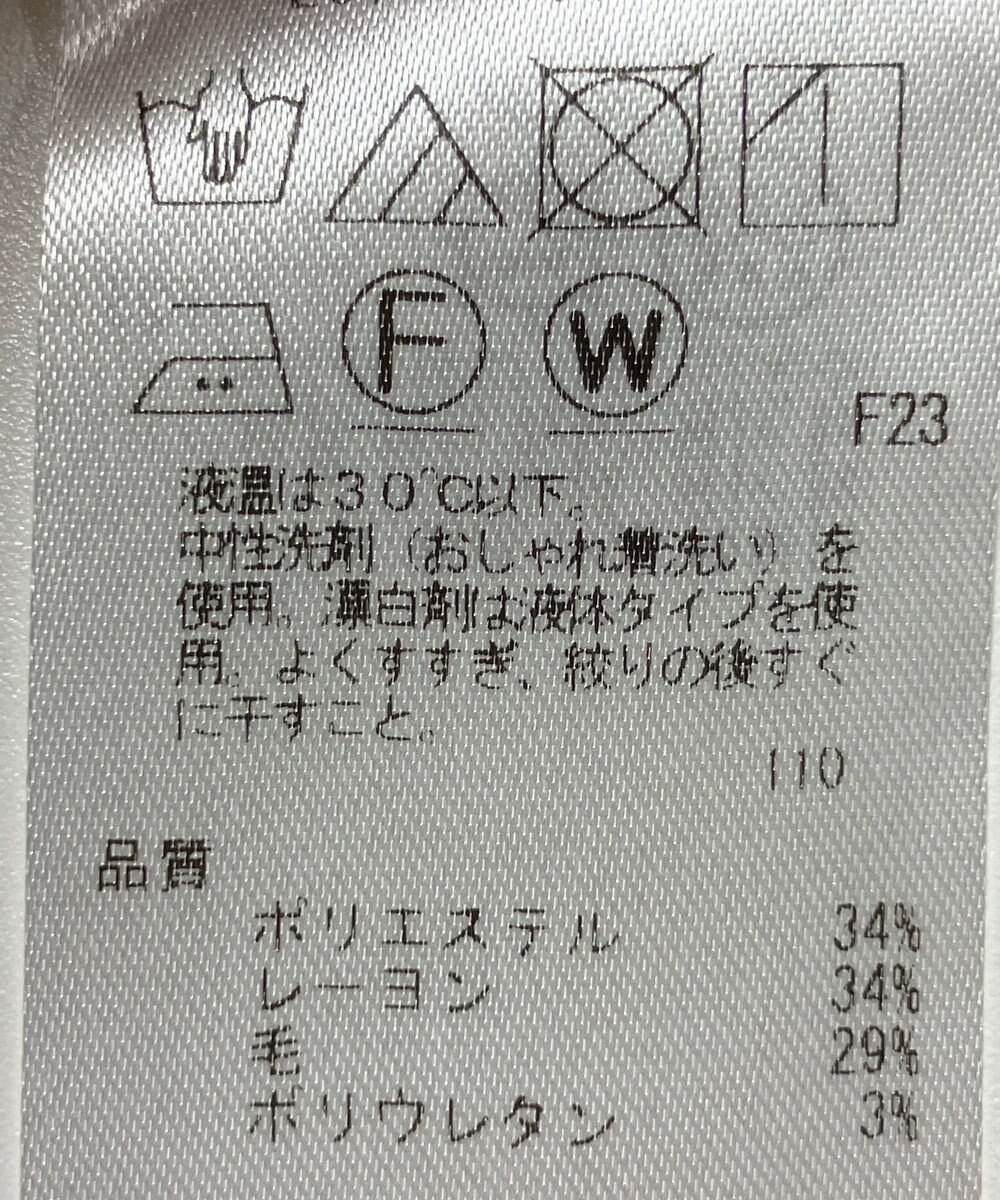 F
W
F23
液温は30℃以下。
中性洗剤（おしゃれ着洗い）を
使用。漂白剤は液体タイプを使
用。よくすすぎ、絞りの後すぐ
に干すこと。
110
品質
ポリエステル 34%
レーヨン 34%
毛 29%
ポリウレタン 3%